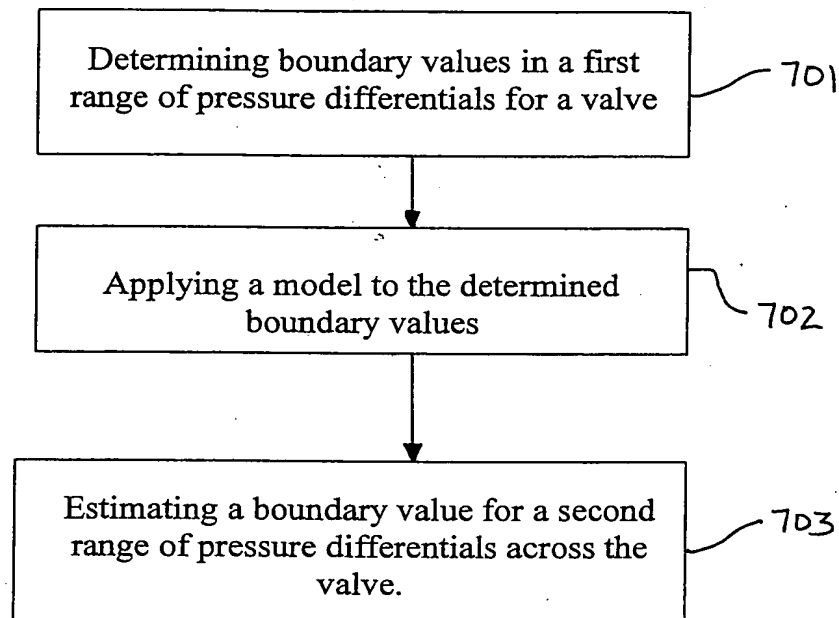 Determining boundary values in a first
range of pressure differentials for a valve
701
Applying a model to the determined
boundary values
702
Estimating a boundary value for a second
range of pressure differentials across the
valve.
703